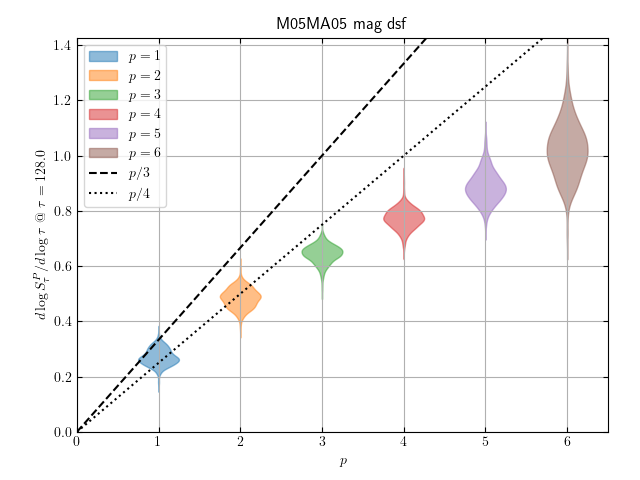 M05MA05 mag dsf
d log S_τ^P / d log τ @ τ = 128.0
1.4
1.2
1.0
0.8
0.6
0.4
0.2
0.0
p = 1
p = 2
p = 3
p = 4
p = 5
p = 6
p/3
p/4
0 1 2 3 4 5 6
p